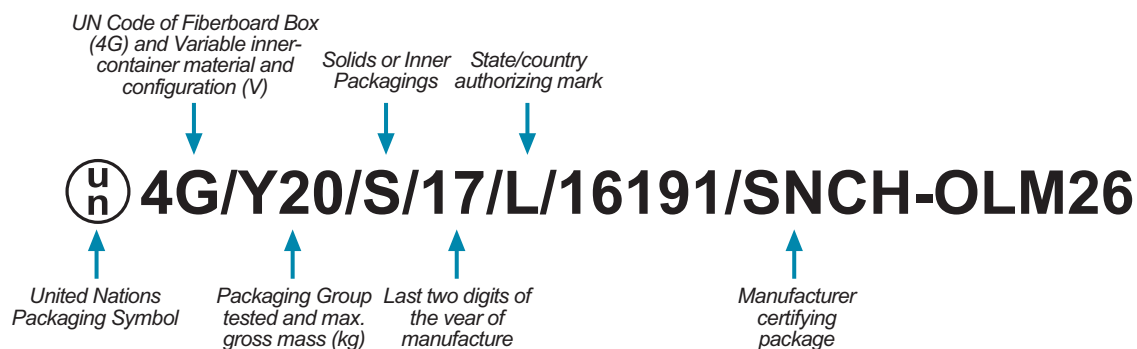 UN Code of Fiberboard Box
(4G) and Variable inner-
container material and
configuration (V)
Solids or Inner
Packagings
State/country
authorizing mark
u
n
4G/Y20/S/17/L/16191/SNCH-OLM26
United Nations
Packaging Symbol
Packaging Group
tested and max.
gross mass (kg)
Last two digits of
the vear of
manufacture
Manufacturer
certifying
package